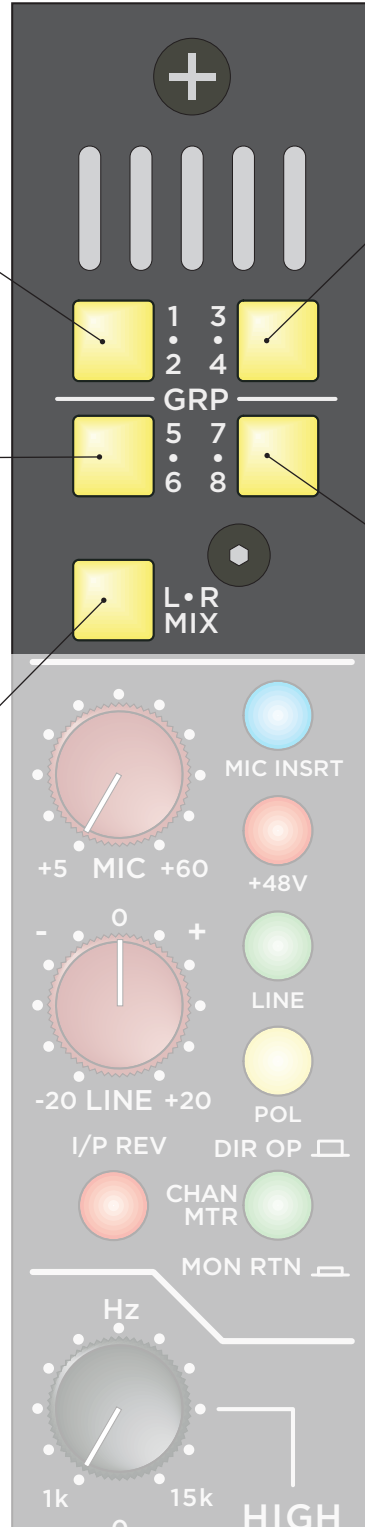 1 3
• •
2 4
GRP
5 7
• •
6 8
L•R
MIX
MIC INSRT
+5 MIC +60
+48V
0
- +
LINE
-20 LINE +20
POL
I/P REV
DIR OP
CHAN
MTR
MON RTN
Hz
1k 15k
0
HIGH